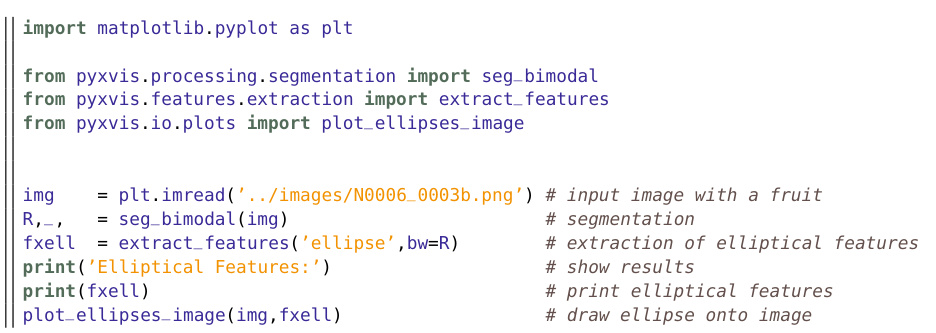 import matplotlib.pyplot as plt
from pyxvis.processing.segmentation import seg_bimodal
from pyxvis.features.extraction import extract_features
from pyxvis.io.plots import plot_ellipses_image
img    = plt.imread(’../images/N0006_0003b.png’) # input image with a fruit
R,_,   = seg_bimodal(img)                        # segmentation
fxell  = extract_features(’ellipse’,bw=R)        # extraction of elliptical features
print(’Elliptical Features:’)                    # show results
print(fxell)                                     # print elliptical features
plot_ellipses_image(img,fxell)                   # draw ellipse onto image